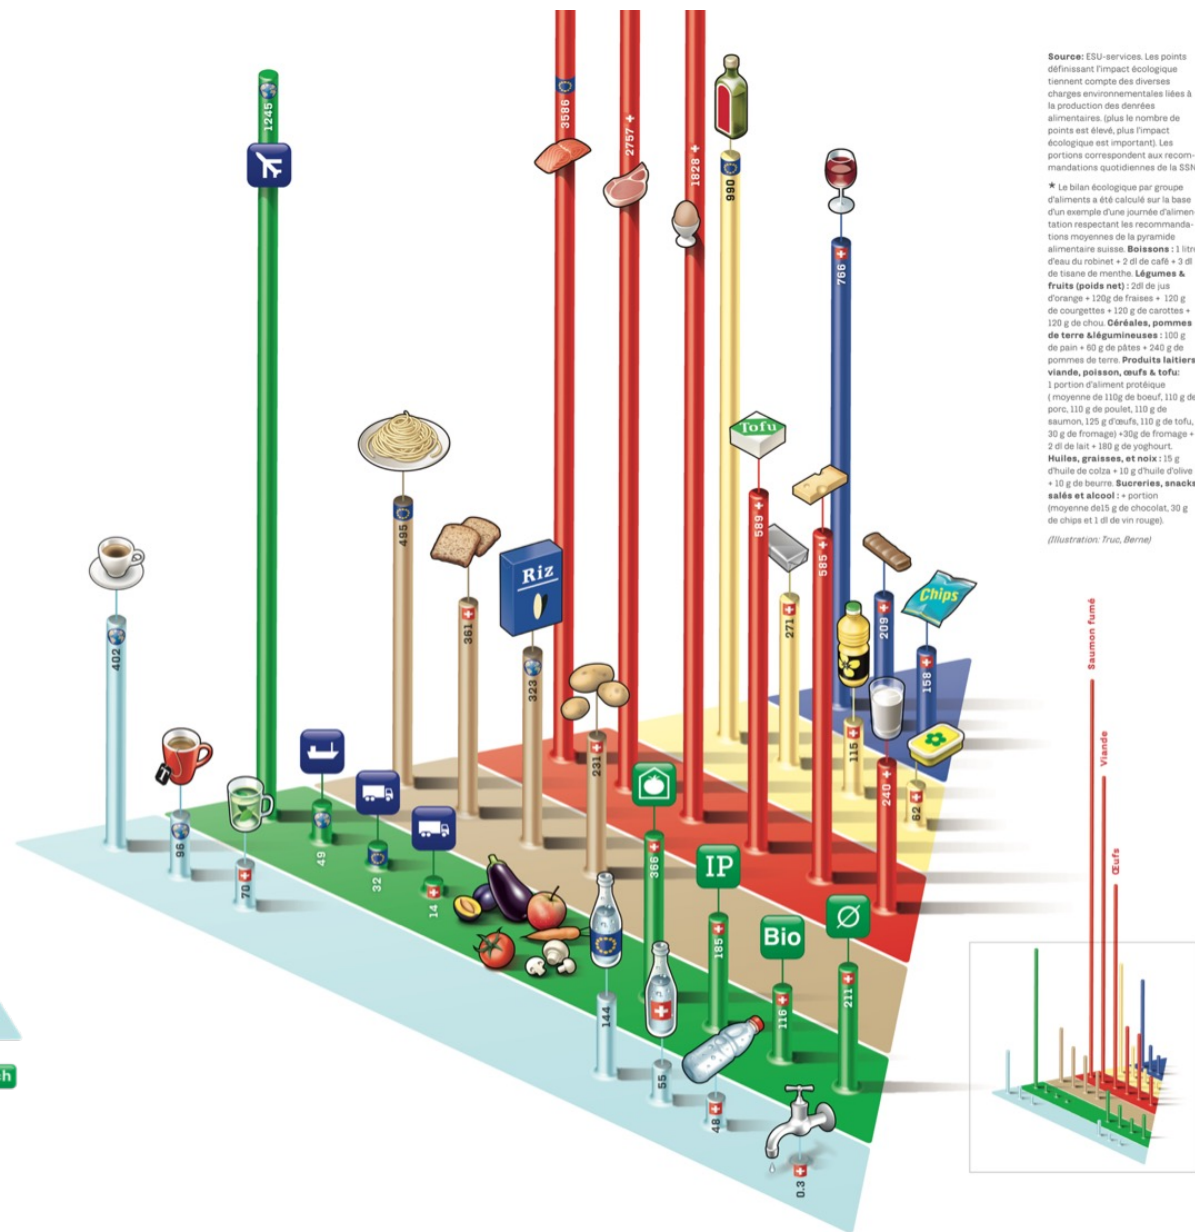 Source: ESU-services. Les points
définissant l'impact écologique
tiennent compte des diverses
charges environnementales liées à
la production des denrées
alimentaires. (plus le nombre de
points est élevé, plus l'impact
écologique est important). Les
portions correspondent aux recom-
mandations quotidiennes de la SSN
* Le bilan écologique par groupe
d'aliments a été calculé sur la base
d'un exemple d'une journée d'alimen
tation respectant les recommanda-
tions moyennes de la pyramide
alimentaire suisse. Boissons : 1 litre
d'eau du robinet + 2 dl de café + 3 dl
de tisane de menthe. Légumes &
fruits (poids net) : 2dl de jus
d'orange + 120g de fraises + 120 g
de courgettes + 120 g de carottes +
120 g de chou. Céréales, pommes
de terre &légumineuses : 100 g
de pain + 60 g de pâtes + 240 g de
pommes de terre. Produits laitiers
viande, poisson, œufs & tofu:
1 portion d'aliment protéique
( moyenne de 110g de boeuf, 110 g de
porc, 110 g de poulet, 110 g de
saumon, 125 g d'œufs, 110 g de tofu,
30 g de fromage) +30g de fromage +
2 dl de lait + 180 g de yoghourt.
Huiles, graisses, et noix : 15 g
d'huile de colza + 10 g d'huile d'olive
+ 10 g de beurre. Sucreries, snacks
salés et alcool : + portion
(moyenne de15 g de chocolat, 30 g
de chips et 1 dl de vin rouge).
(Illustration: Truc, Berne)
1245
3586
2757
1828
990
766
Tofu
589
585
495
361
Riz
323
271
209
Chips
158
402
231
115
240
62
96
70
49
32
14
T
366
IP
185
Bio
116
211
144
55
48
0.3
Saumon fumé
Viande
Œufs